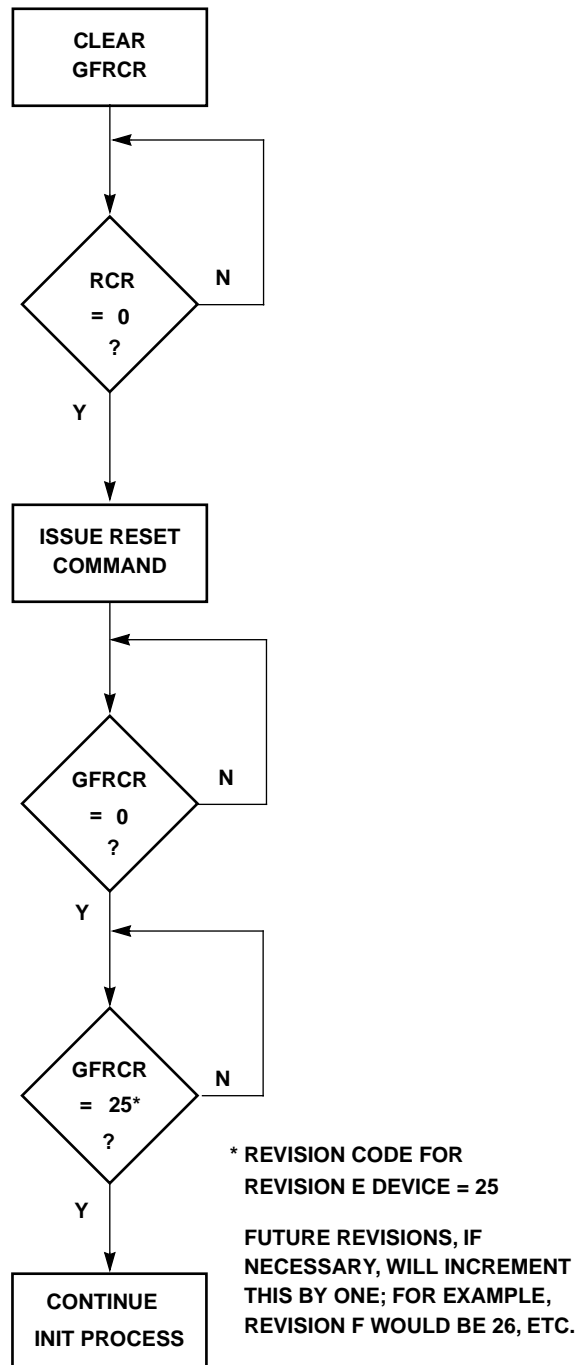 CLEAR
GFRCR
RCR
= 0
?
N
Y
ISSUE RESET
COMMAND
GFRCR
= 0
?
N
Y
GFRCR
= 25*
?
N
Y
* REVISION CODE FOR
REVISION E DEVICE = 25
FUTURE REVISIONS, IF
NECESSARY, WILL INCREMENT
THIS BY ONE; FOR EXAMPLE,
REVISION F WOULD BE 26, ETC.
CONTINUE
INIT PROCESS